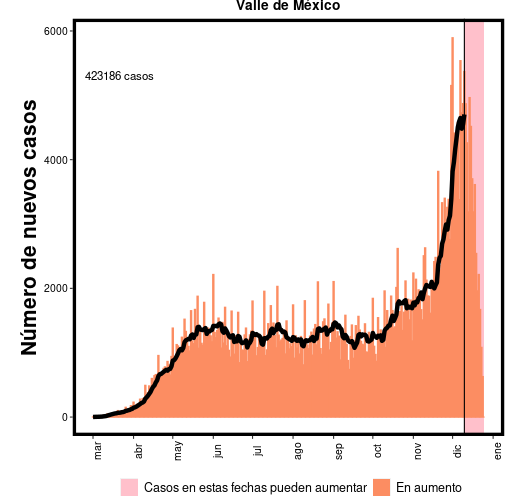 Valle de México
6000
423186 casos
4000
2000
0
Número de nuevos casos
mar
abr
may
jun
jul
ago
sep
oct
nov
dic
ene
Casos en estas fechas pueden aumentar
En aumento